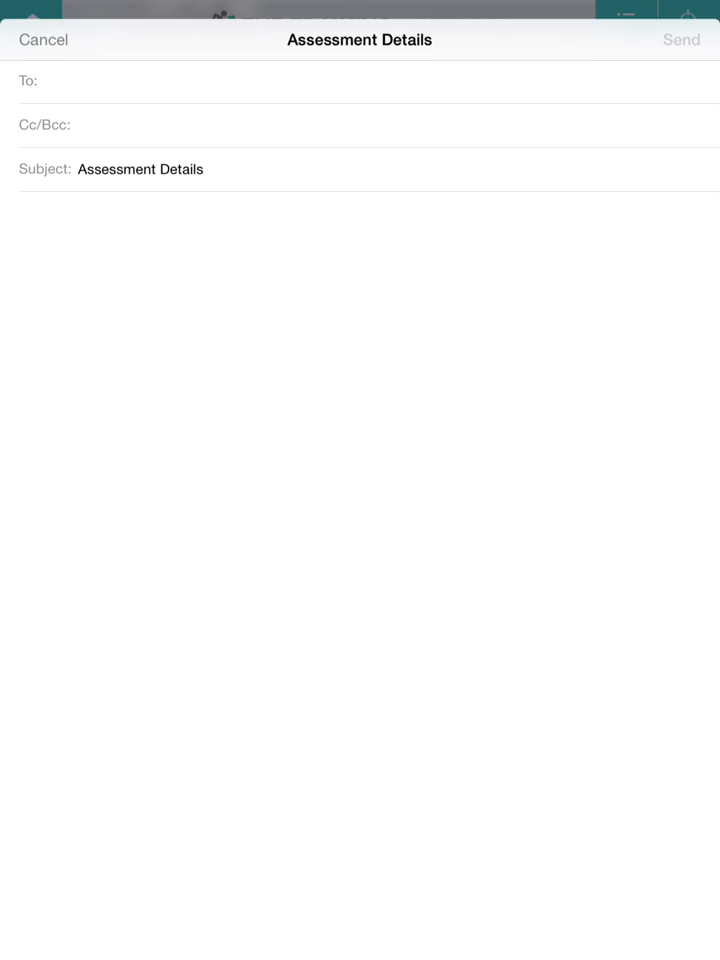 Cancel Assessment Details Send
To:
Cc/Bcc:
Subject: Assessment Details